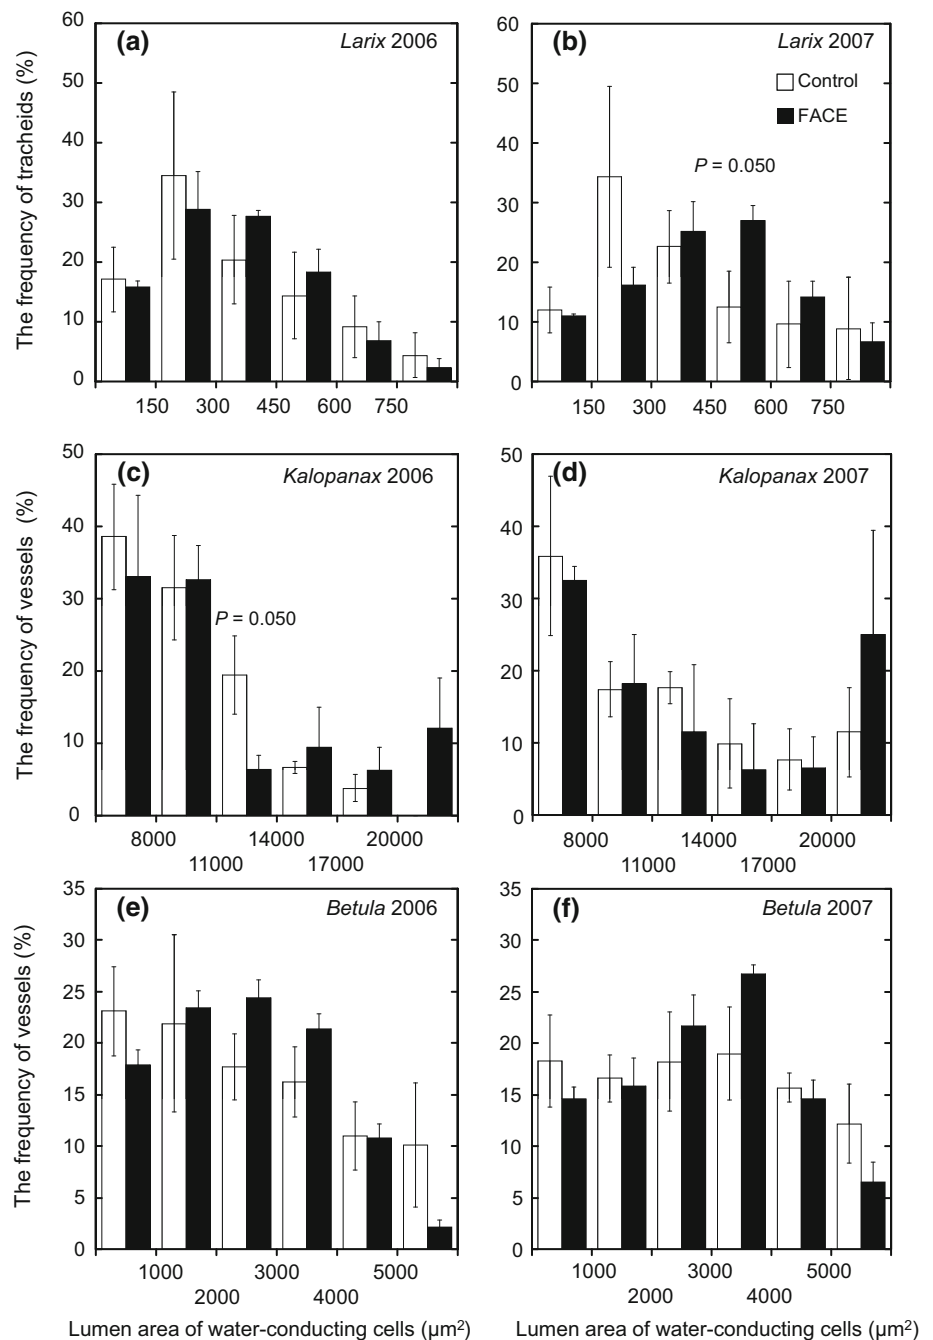 The frequency of tracheids (%)
60
50
40
30
20
10
0
(a)
Larix 2006
150 300 450 600 750
60
50
40
30
20
10
0
(b)
Larix 2007
Control
FACE
P = 0.050
150 300 450 600 750
The frequency of vessels (%)
50
40
30
20
10
0
(c)
Kalopanax 2006
P = 0.050
8000 14000 20000
11000 17000
50
40
30
20
10
0
(d)
Kalopanax 2007
8000 14000 20000
11000 17000
The frequency of vessels (%)
35
30
25
20
15
10
5
0
(e)
Betula 2006
1000 3000 5000
2000 4000
Lumen area of water-conducting cells (µm²)
35
30
25
20
15
10
5
0
(f)
Betula 2007
1000 3000 5000
2000 4000
Lumen area of water-conducting cells (µm²)